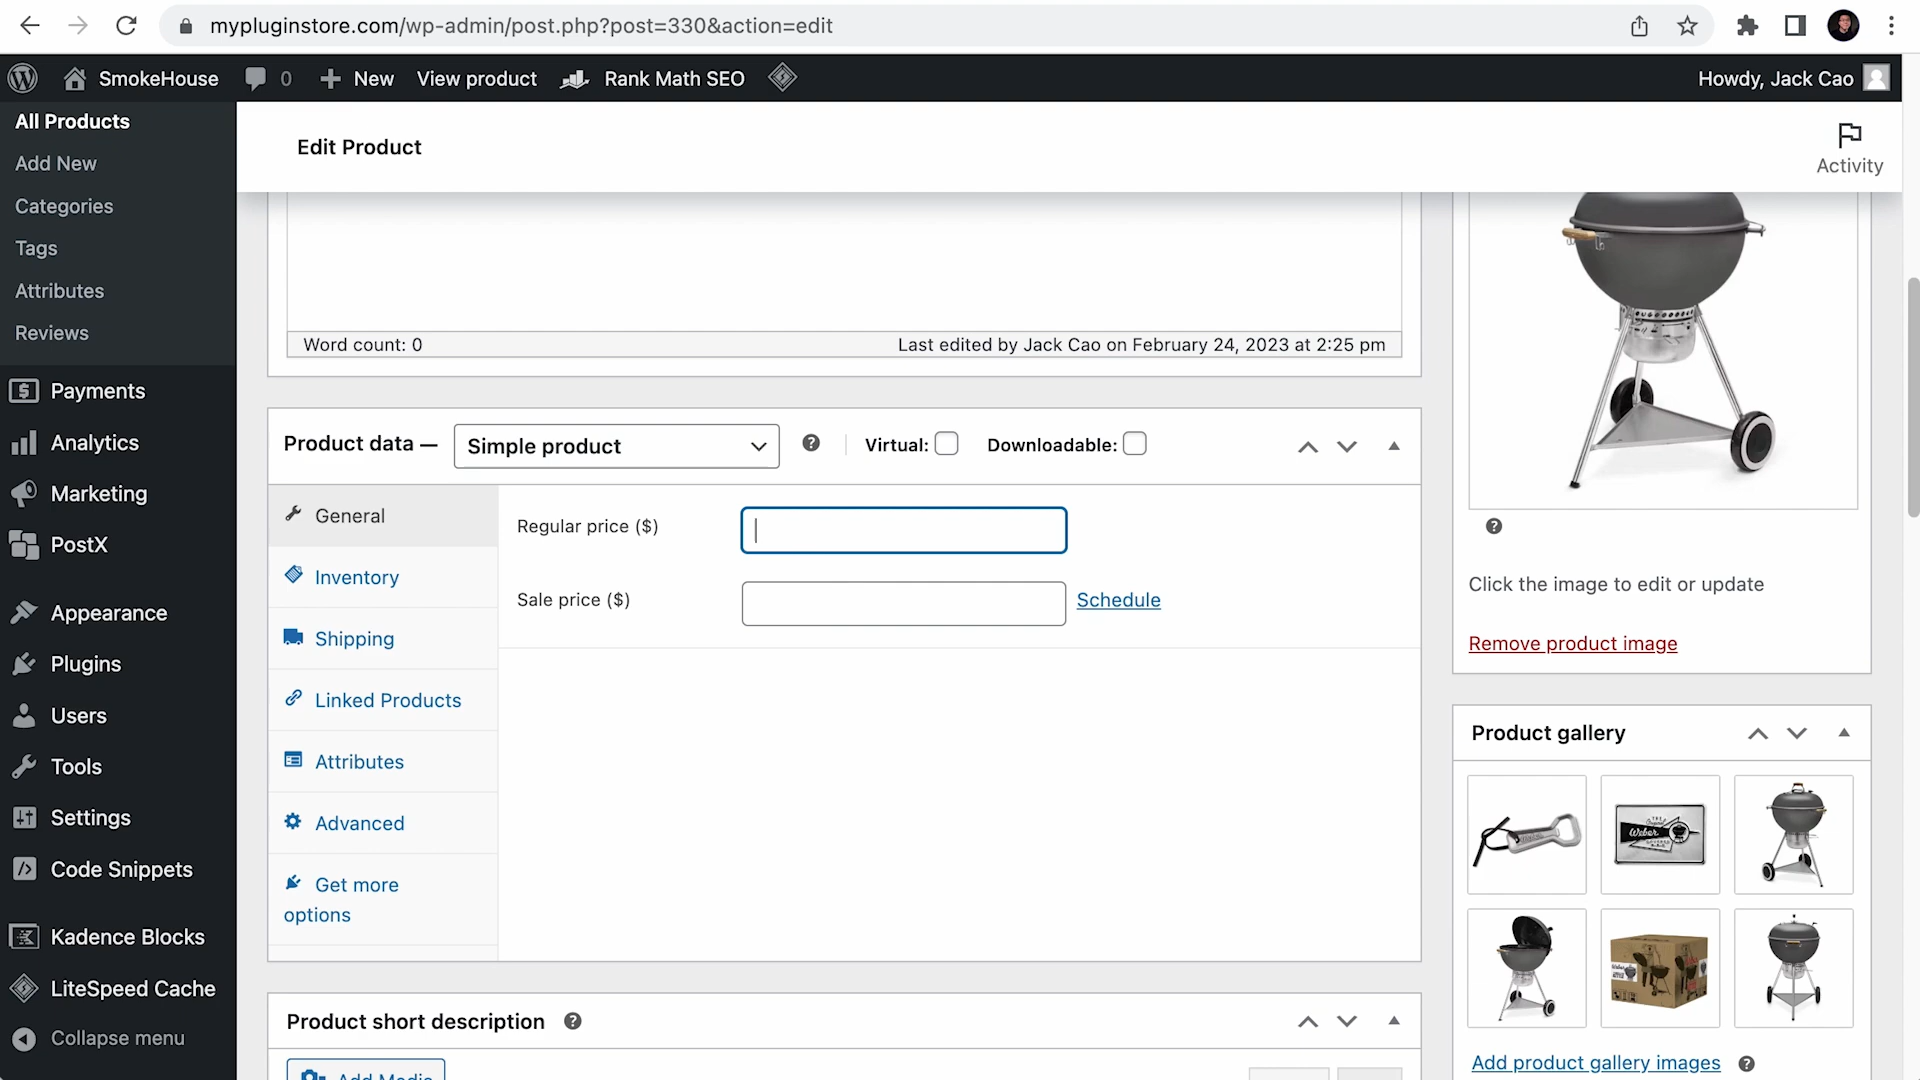 mypluginstore.com/wp-admin/post.php?post=330&action=edit
SmokeHouse
0
New
View product
Rank Math SEO
Howdy, Jack Cao
All Products
Add New
Categories
Tags
Attributes
Reviews
Payments
Analytics
Marketing
PostX
Appearance
Plugins
Users
Tools
Settings
Code Snippets
Kadence Blocks
LiteSpeed Cache
Collapse menu
Edit Product
Activity
Word count: 0
Last edited by Jack Cao on February 24, 2023 at 2:25 pm
Product data —
Simple product
Virtual:
Downloadable:
General
Inventory
Shipping
Linked Products
Attributes
Advanced
Get more
options
Regular price ($)
Sale price ($)
Schedule
Product short description
Add Media
Click the image to edit or update
Remove product image
Product gallery
Weber
Add product gallery images